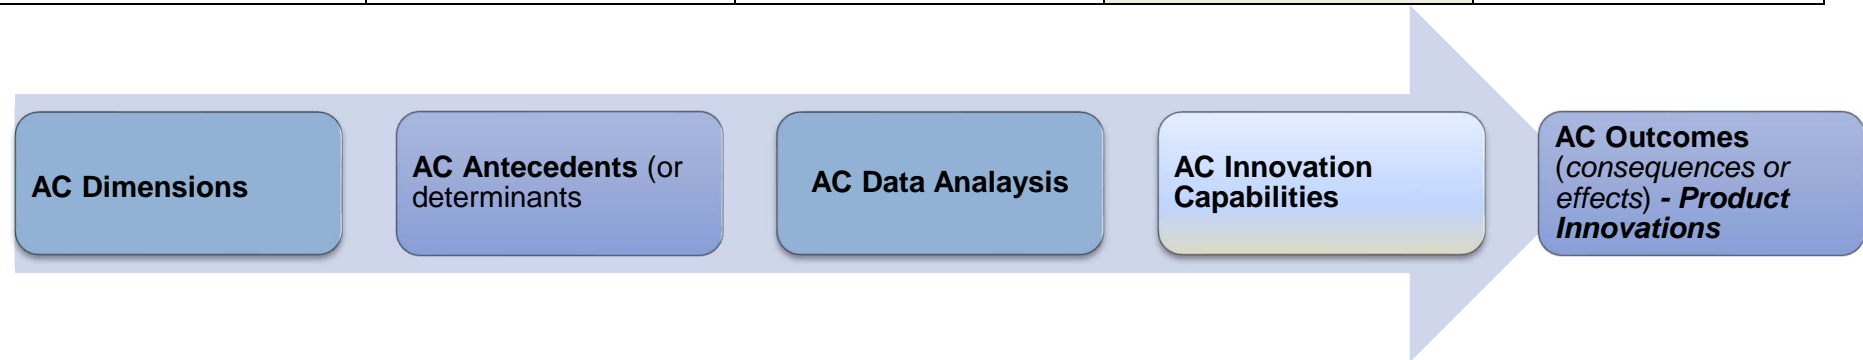 AC Dimensions
AC Antecedents (or
determinants
AC Data Analaysis
AC Innovation
Capabilities
AC Outcomes
(consequences or
effects) - Product
Innovations